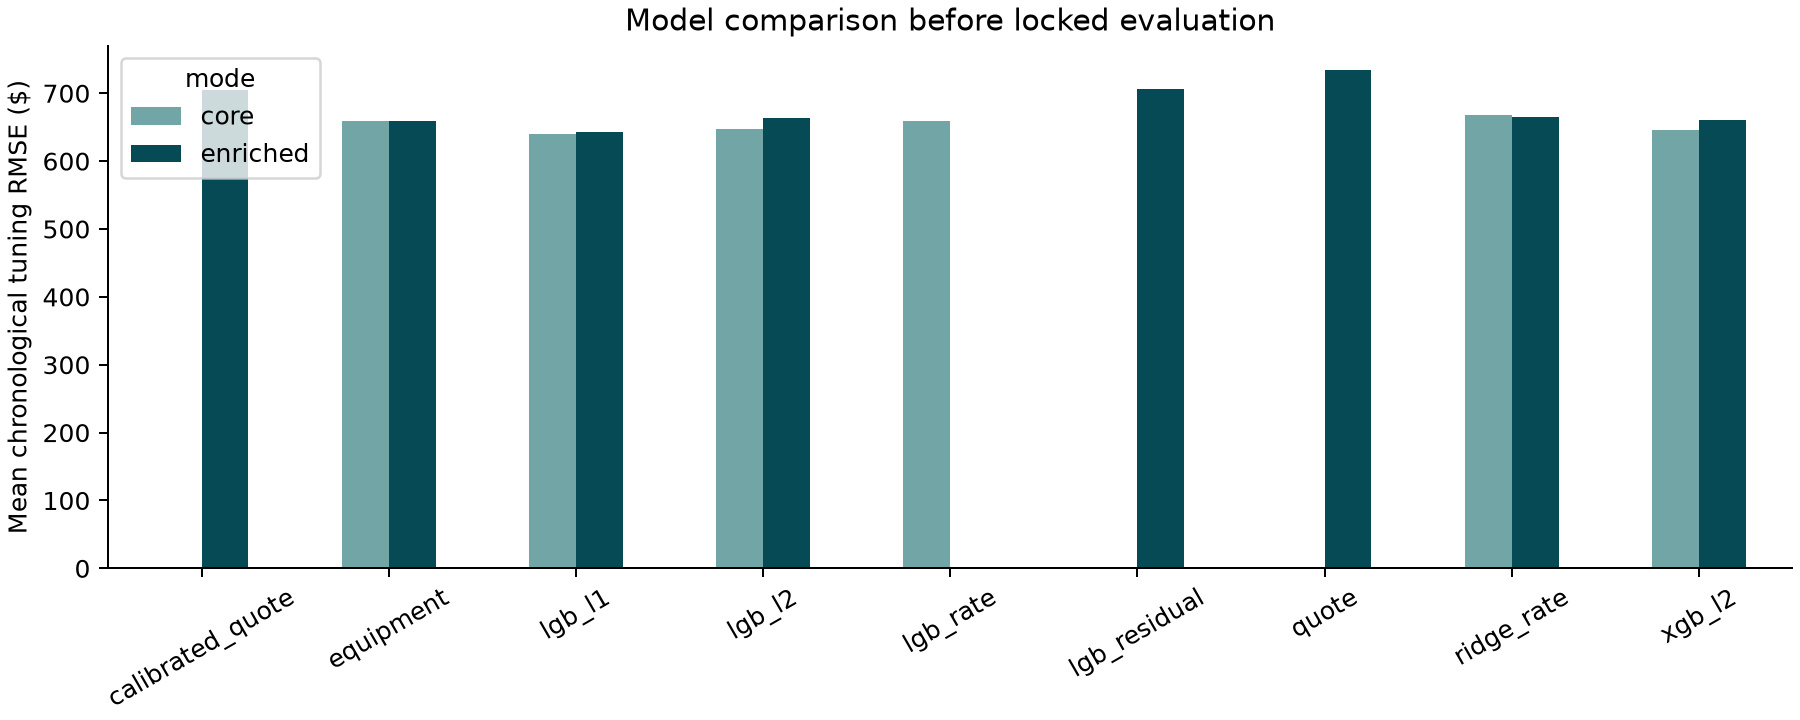 Model comparison before locked evaluation
Mean chronological tuning RMSE ($)
700
600
500
400
300
200
100
0
mode
core
enriched
calibrated_quote
equipment
lgb_l1
lgb_l2
lgb_rate
lgb_residual
quote
ridge_rate
xgb_l2